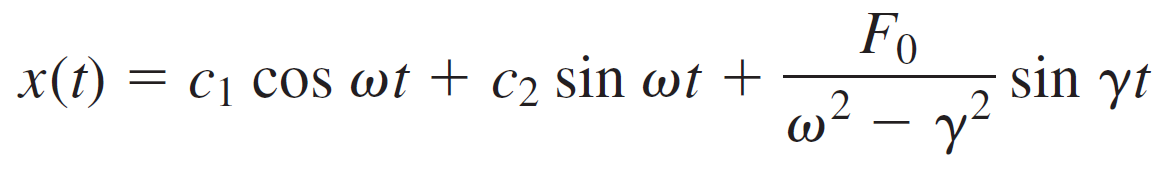 x(t) = c₁ cos ωt + c₂ sin ωt + F₀/(ω² − γ²) sin γt